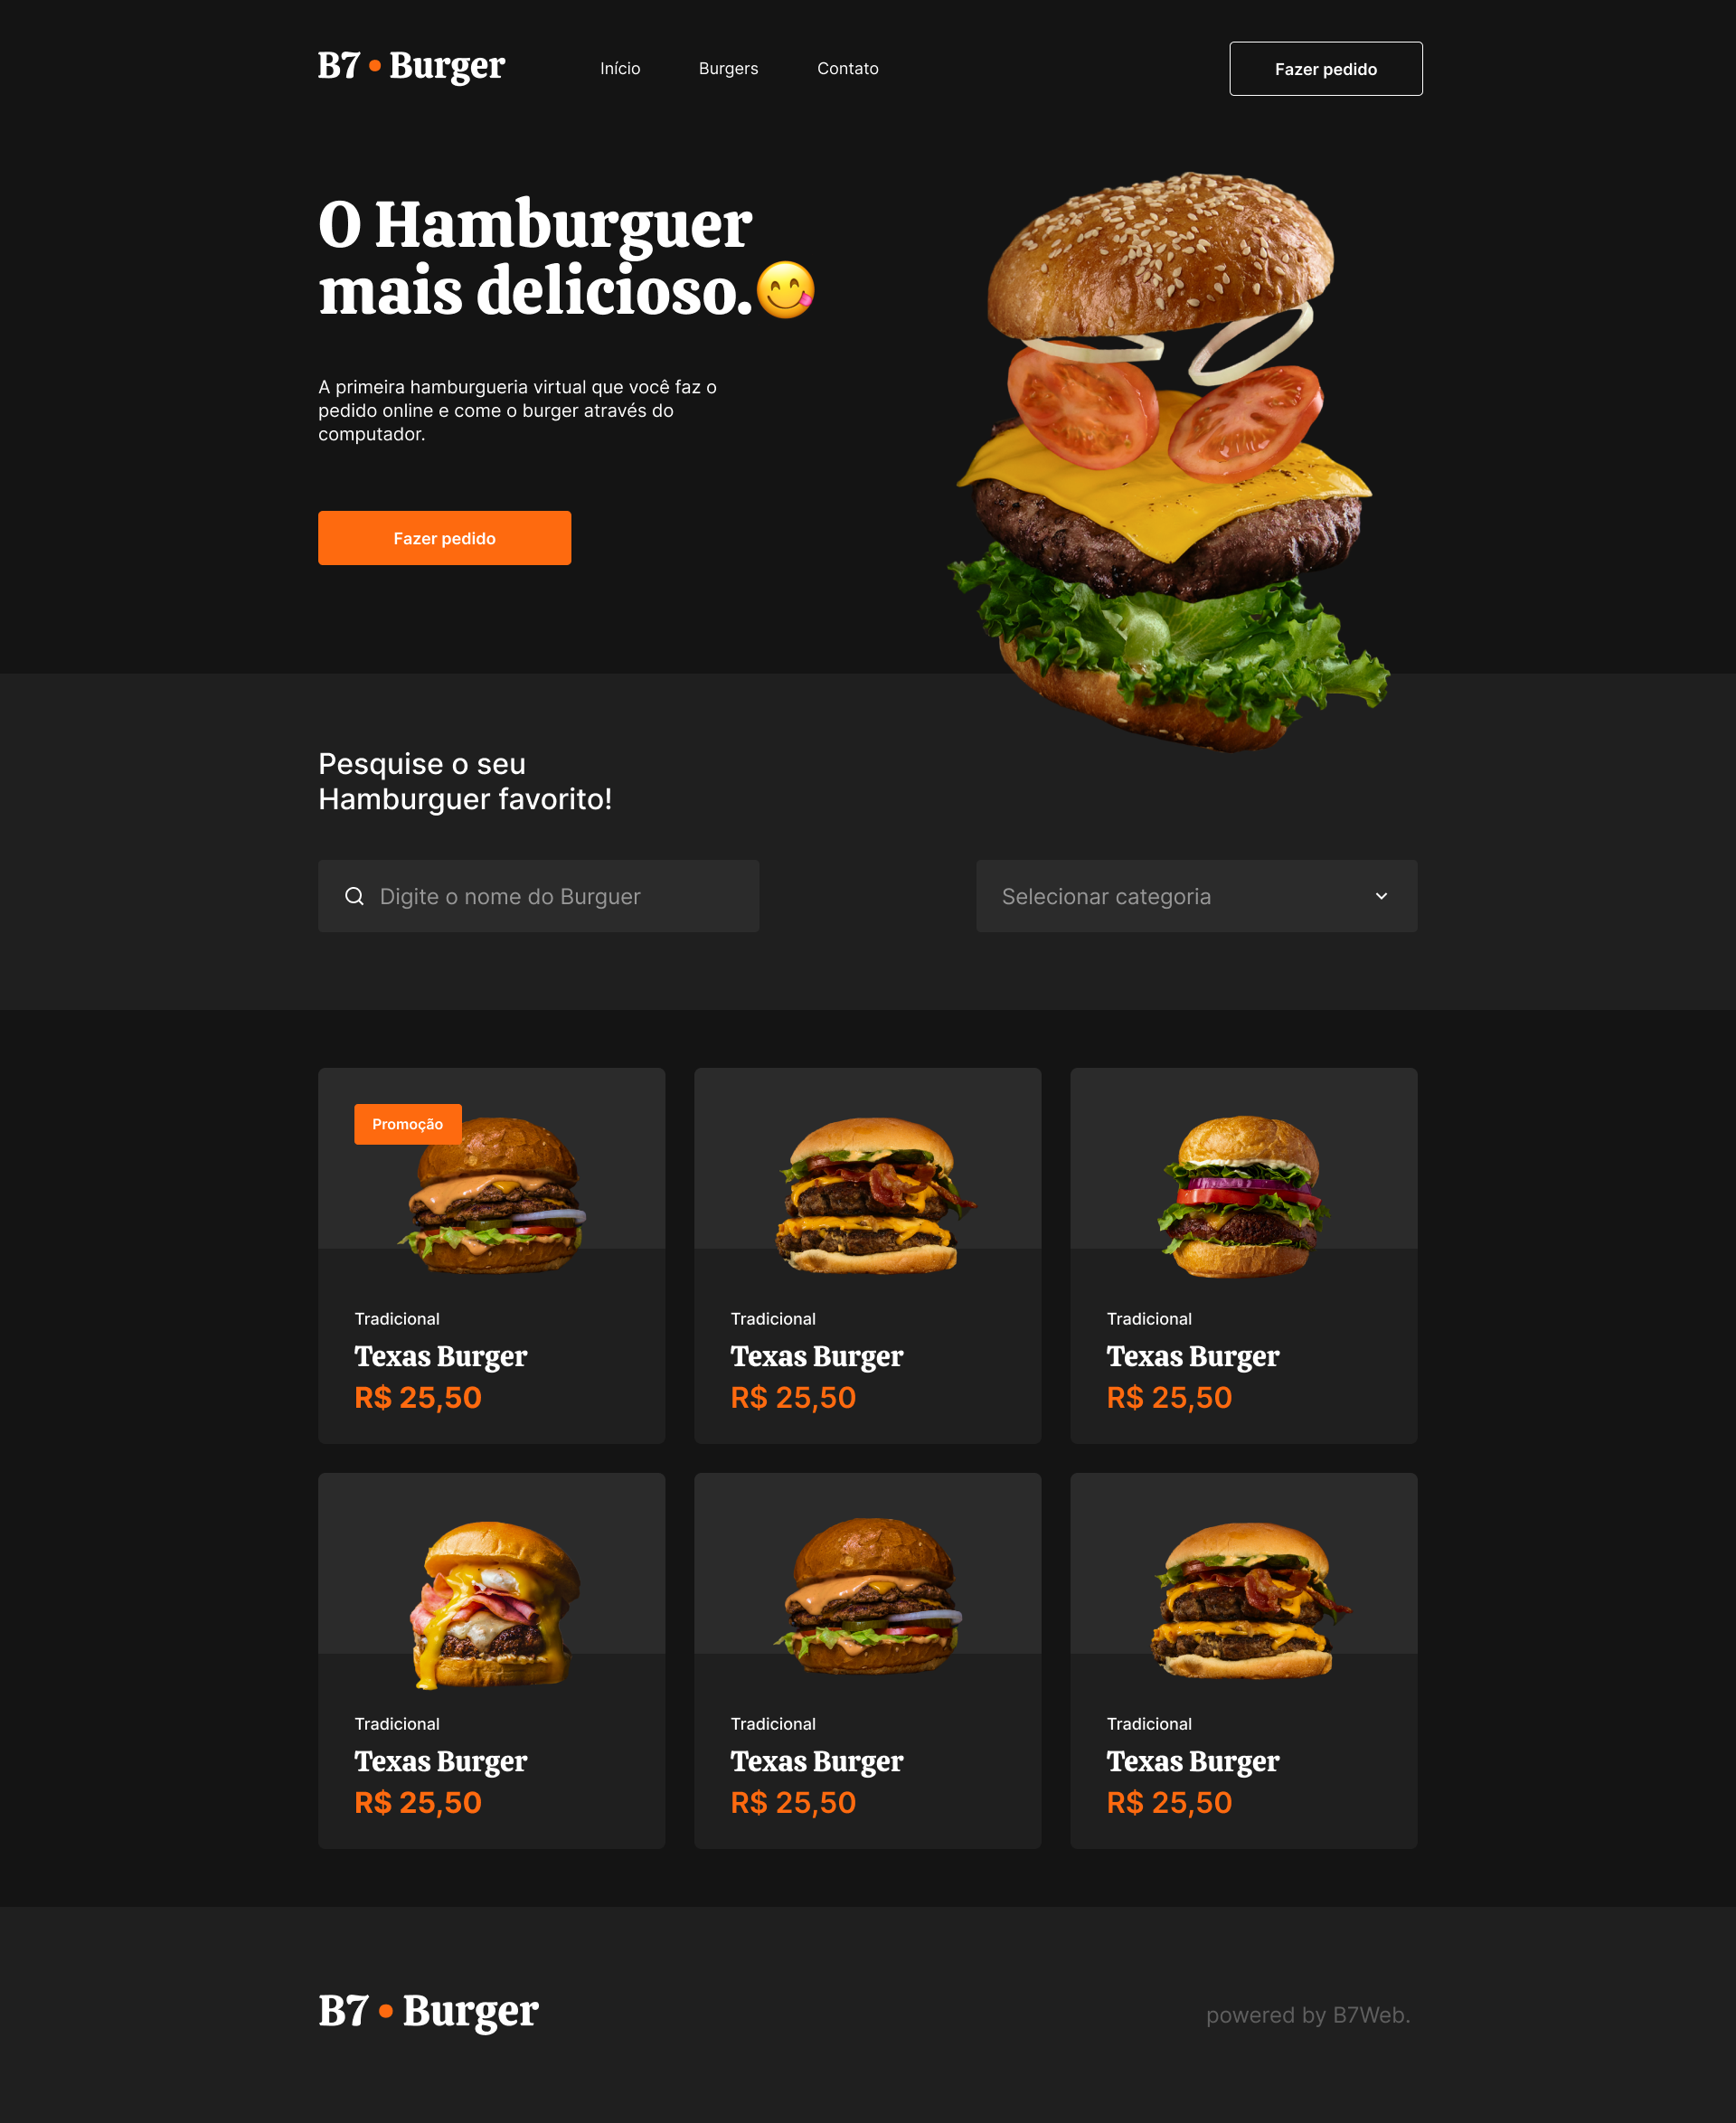 B7 • Burger
Início
Burgers
Contato
Fazer pedido
O Hamburguer
mais delicioso.😋
A primeira hamburgueria virtual que você faz o
pedido online e come o burger através do
computador.
Fazer pedido
Pesquise o seu
Hamburguer favorito!
Digite o nome do Burguer
Selecionar categoria
Promoção
Tradicional
Texas Burger
R$ 25,50
Tradicional
Texas Burger
R$ 25,50
Tradicional
Texas Burger
R$ 25,50
Tradicional
Texas Burger
R$ 25,50
Tradicional
Texas Burger
R$ 25,50
Tradicional
Texas Burger
R$ 25,50
B7 • Burger
powered by B7Web.